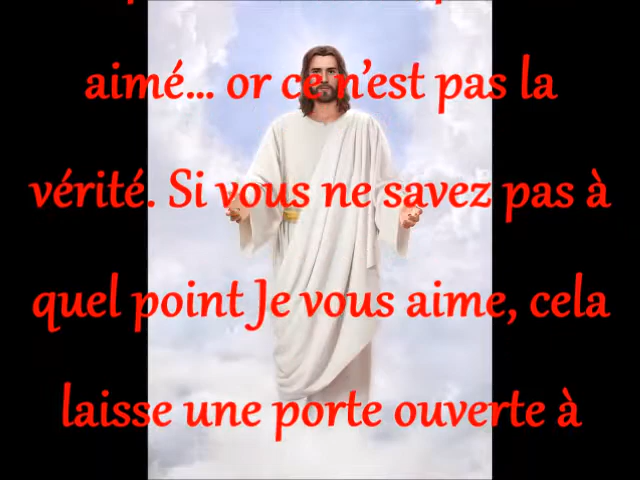 aimé... or ce n'est pas la
vérité. Si vous ne savez pas à
quel point Je vous aime, cela
laisse une porte ouverte à